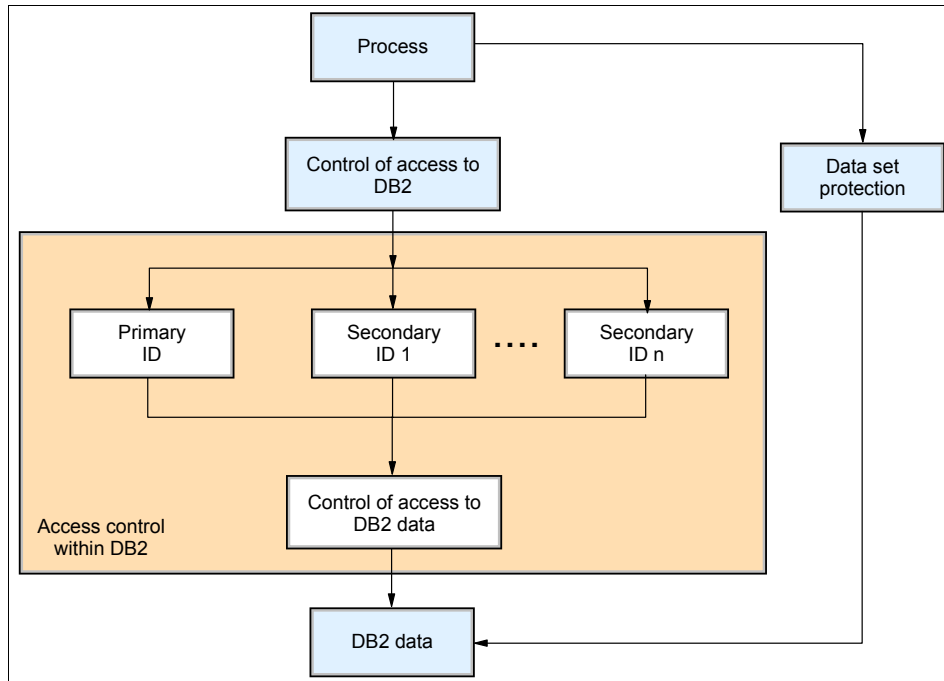 Process
Control of access to
DB2
Data set
protection
Primary
ID
Secondary
ID 1
....
Secondary
ID n
Control of access to
DB2 data
Access control
within DB2
DB2 data